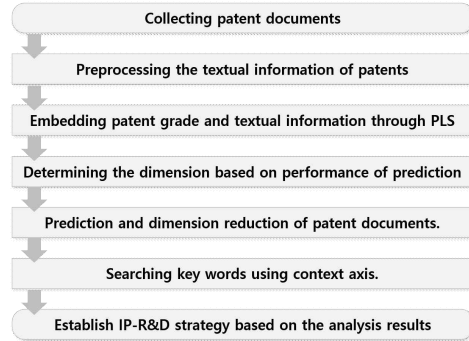 Collecting patent documents
Preprocessing the textual information of patents
Embedding patent grade and textual information through PLS
Determining the dimension based on performance of prediction
Prediction and dimension reduction of patent documents.
Searching key words using context axis.
Establish IP-R&D strategy based on the analysis results